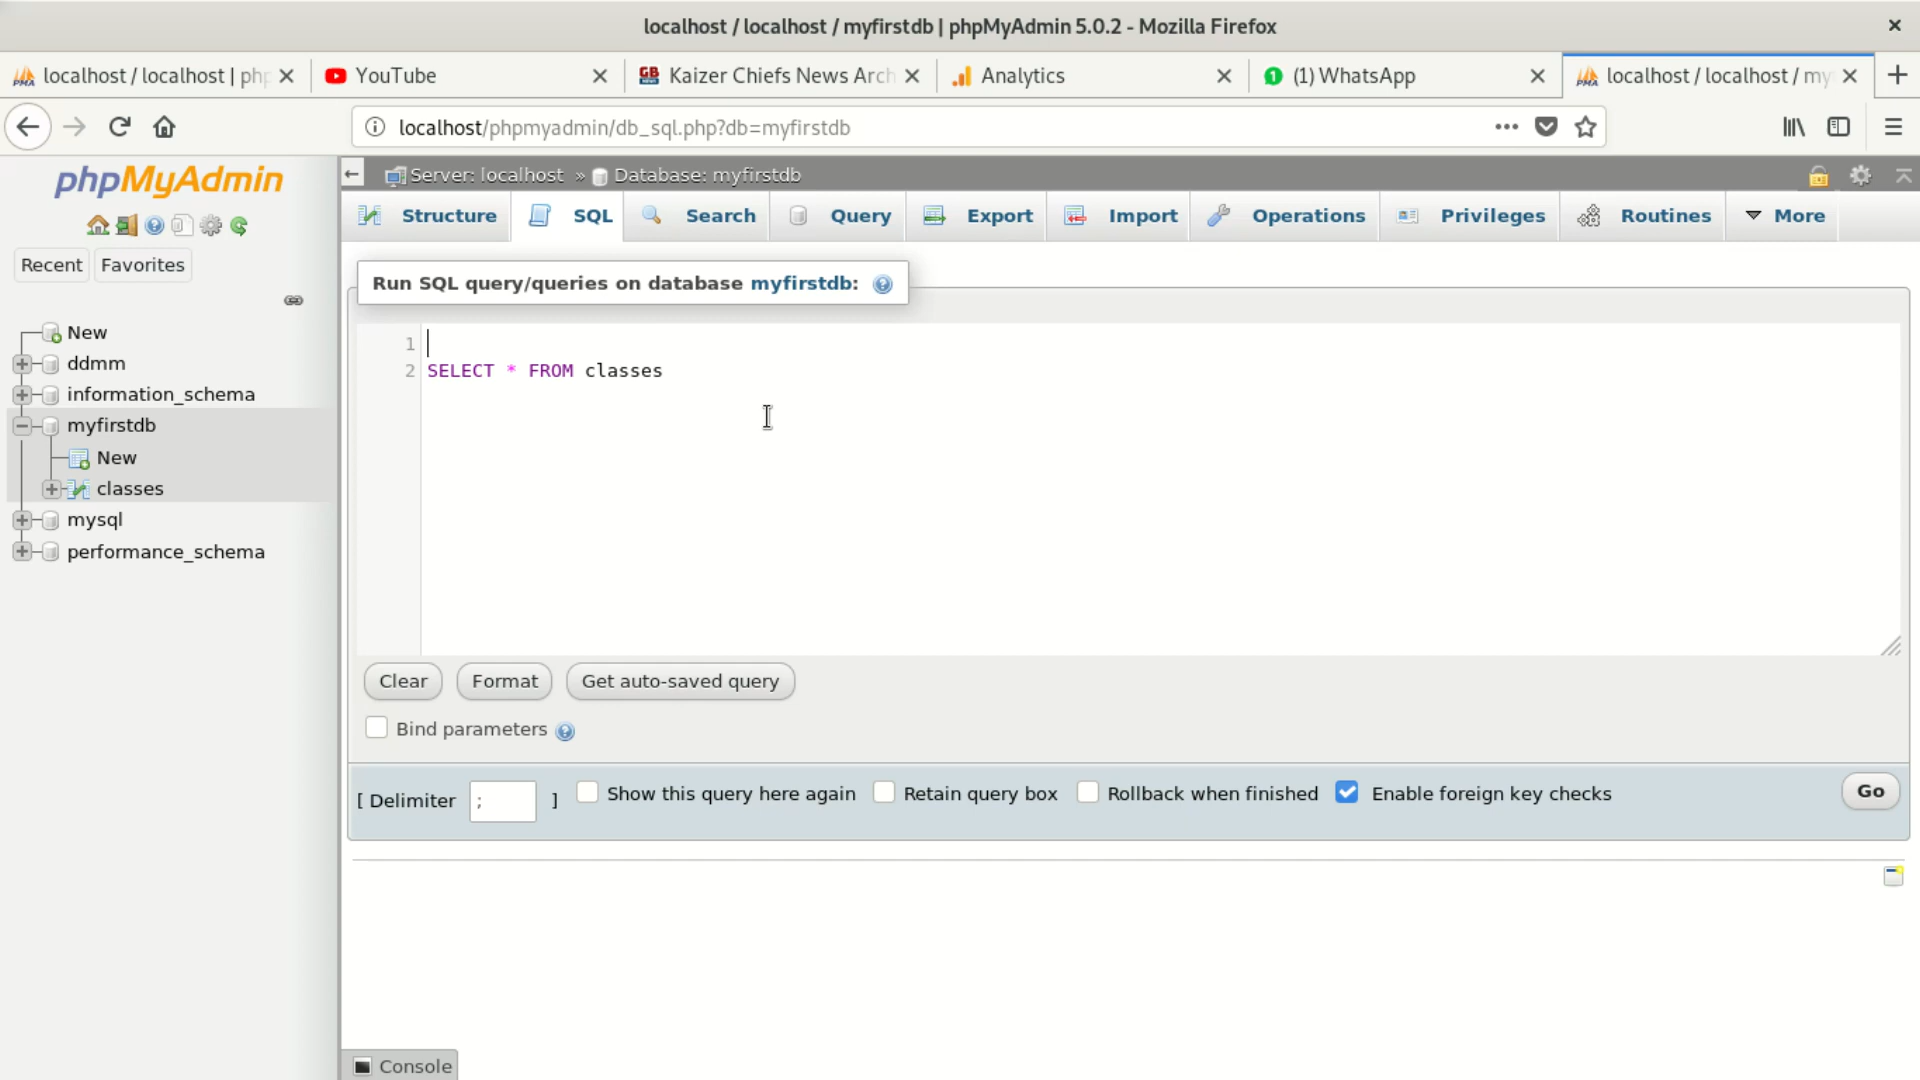 localhost / localhost / myfirstdb | phpMyAdmin 5.0.2 - Mozilla Firefox
localhost / localhost | php YouTube Kaizer Chiefs News Arch Analytics (1) WhatsApp localhost / localhost / my
localhost/phpmyadmin/db_sql.php?db=myfirstdb
phpMyAdmin
Recent Favorites
New
ddmm
information_schema
myfirstdb
New
classes
mysql
performance_schema
Server: localhost » Database: myfirstdb
Structure SQL Search Query Export Import Operations Privileges Routines More
Run SQL query/queries on database myfirstdb:
1
2 SELECT * FROM classes
Clear Format Get auto-saved query
Bind parameters
[ Delimiter ; ] Show this query here again Retain query box Rollback when finished Enable foreign key checks Go
Console